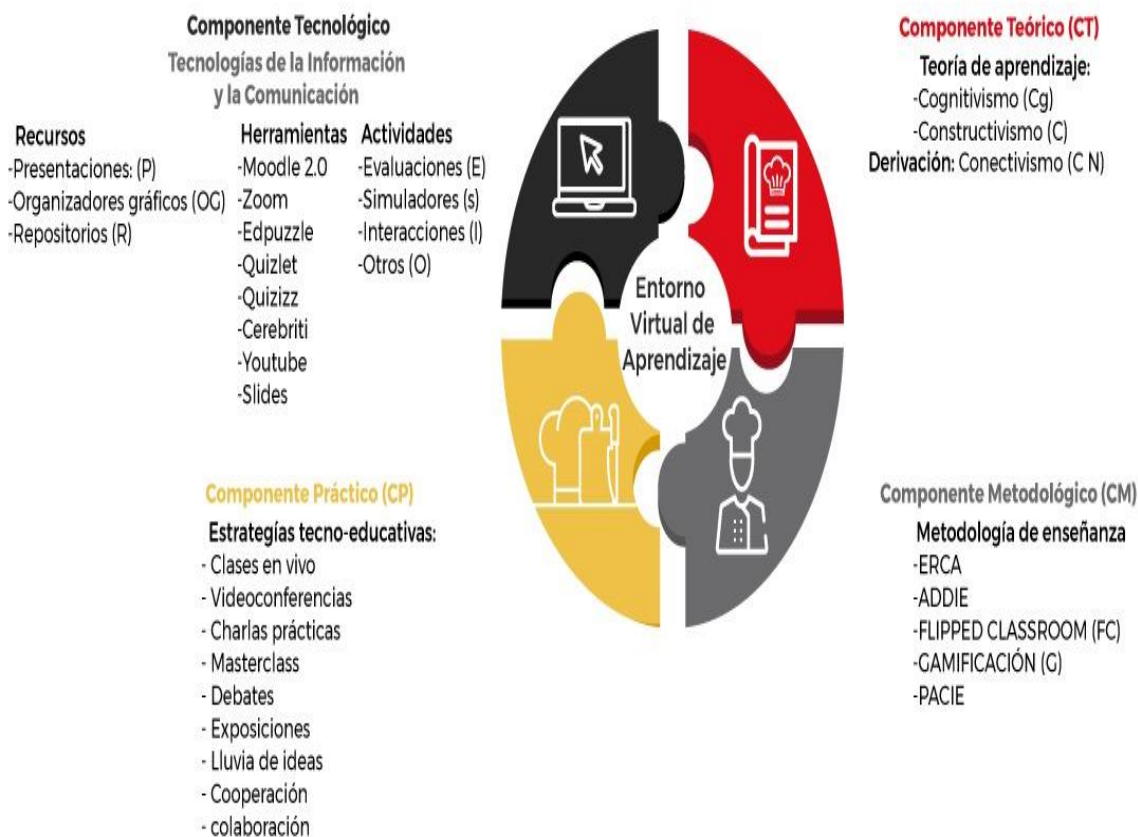 Componente Tecnológico
Tecnologías de la Información
y la Comunicación
Recursos
-Presentaciones: (P)
-Organizadores gráficos (OG)
-Repositorios (R)
Herramientas
-Moodle 2.0
-Zoom
-Edpuzzle
-Quizlet
-Quizizz
-Cerebriti
-Youtube
-Slides
Actividades
-Evaluaciones (E)
-Simuladores (s)
-Interacciones (I)
-Otros (O)
Componente Teórico (CT)
Teoría de aprendizaje:
-Cognitivismo (Cg)
-Constructivismo (C)
Derivación: Conectivismo (C N)
Entorno
Virtual de
Aprendizaje
Componente Práctico (CP)
Estrategías tecno-educativas:
- Clases en vivo
- Videoconferencias
- Charlas prácticas
- Masterclass
- Debates
- Exposiciones
- Lluvia de ideas
- Cooperación
- colaboración
Componente Metodológico (CM)
Metodología de enseñanza
-ERCA
-ADDIE
-FLIPPED CLASSROOM (FC)
-GAMIFICACIÓN (G)
-PACIE